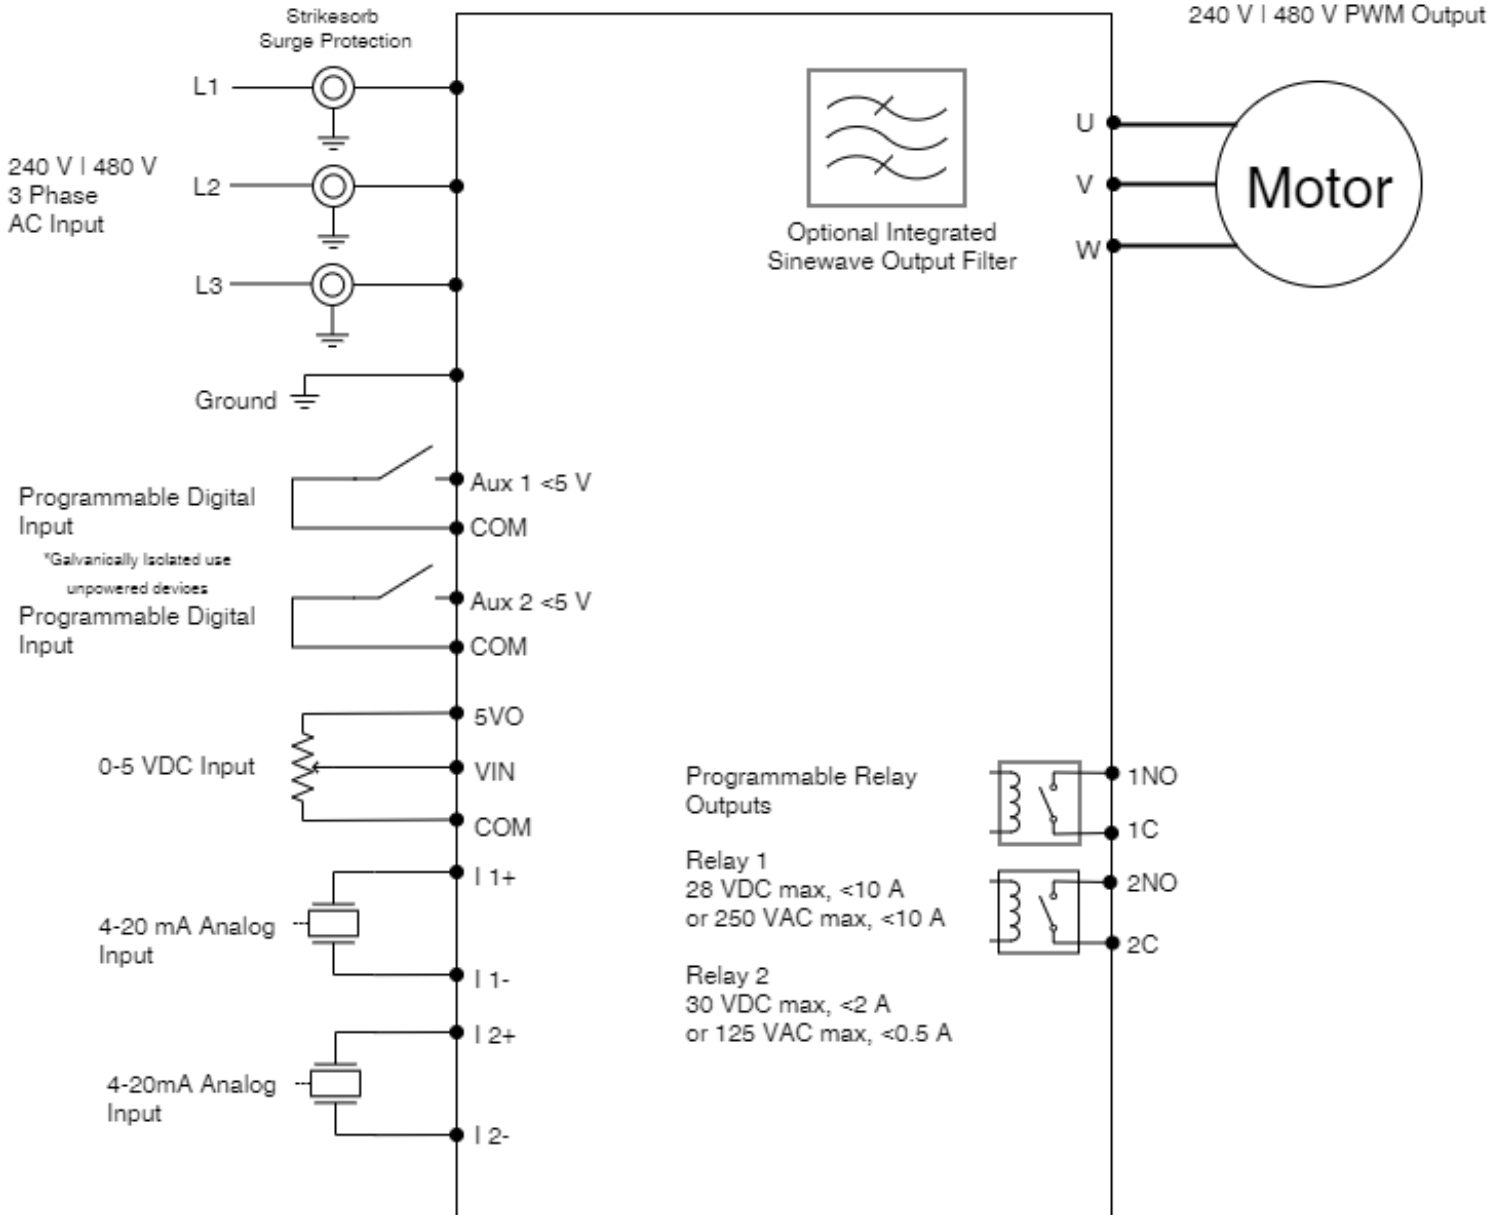 Strikesorb
Surge Protection
240 V | 480 V PWM Output
L1
240 V | 480 V
3 Phase
AC Input
L2
L3
Ground
Optional Integrated
Sinewave Output Filter
U
V
W
Motor
Programmable Digital
Input
Aux 1 <5 V
COM
*Galvanically Isolated use
unpowered devices
Programmable Digital
Input
Aux 2 <5 V
COM
0-5 VDC Input
5VO
VIN
COM
4-20 mA Analog
Input
I 1+
I 1-
4-20mA Analog
Input
I 2+
I 2-
Programmable Relay
Outputs
Relay 1
28 VDC max, <10 A
or 250 VAC max, <10 A
Relay 2
30 VDC max, <2 A
or 125 VAC max, <0.5 A
1NO
1C
2NO
2C